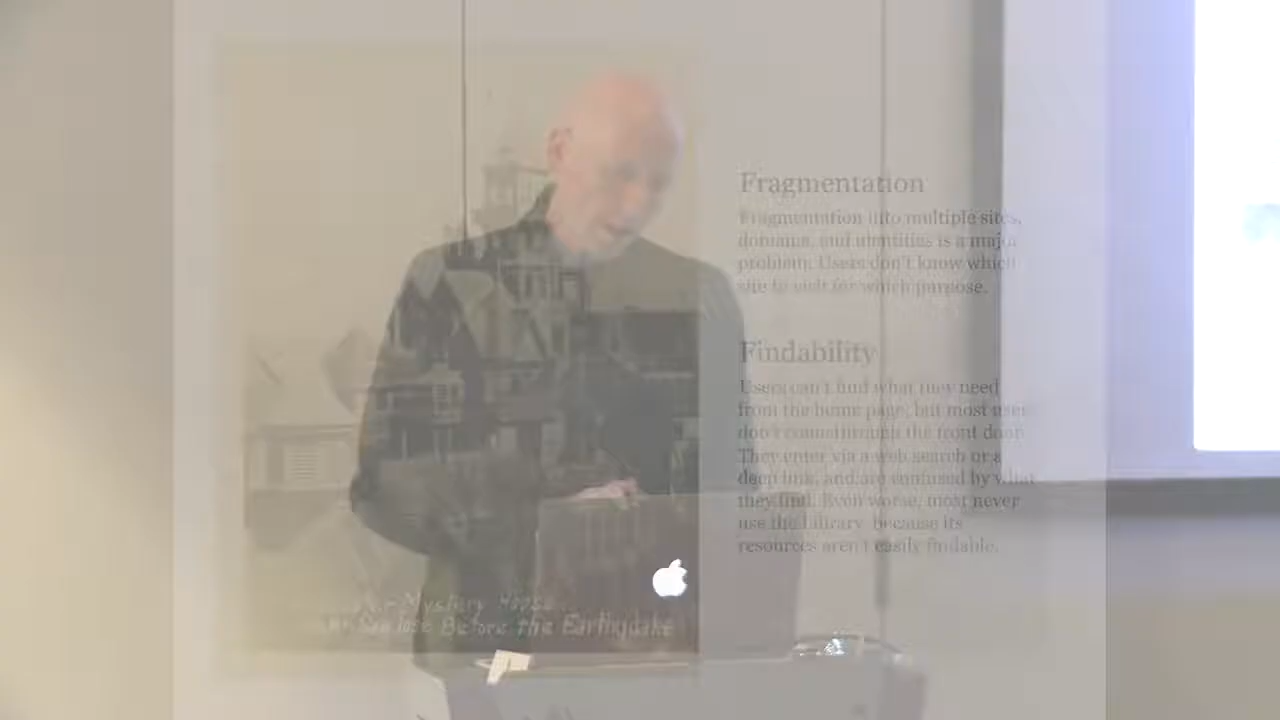 Fragmentation
Fragmentation into multiple sites,
domains, and identities is a major
problem. Users don't know which
site to visit for which purpose.
Findability
Users can't find what they need
from the home page, but most users
don't come through the front door.
They enter via a web search or a
deep link, and are confused by what
they find. Even worse, most never
use the Library, because its
resources aren't easily findable.
Mystery House
San Jose Before the Earthquake